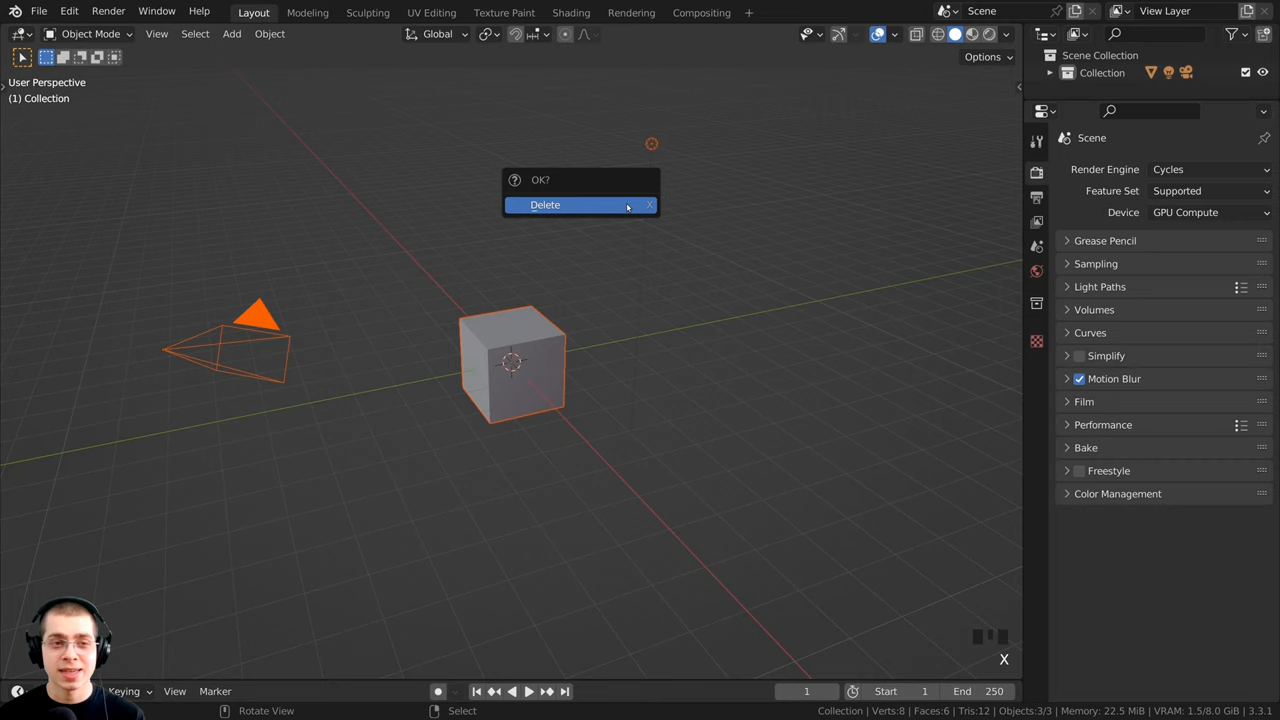 File Edit Render Window Help Layout Modeling Sculpting UV Editing Texture Paint Shading Rendering Compositing + Scene View Layer
Object Mode View Select Add Object Global
Options
User Perspective
(1) Collection
OK?
Delete X
Scene Collection
Collection
Scene
Render Engine Cycles
Feature Set Supported
Device GPU Compute
Grease Pencil
Sampling
Light Paths
Volumes
Curves
Simplify
Motion Blur
Film
Performance
Bake
Freestyle
Color Management
X
Keying View Marker 1 Start 1 End 250
Rotate View Select Collection | Verts:8 | Faces:6 | Tris:12 | Objects:3/3 | Memory: 22.5 MiB | VRAM: 1.5/8.0 GiB | 3.3.1